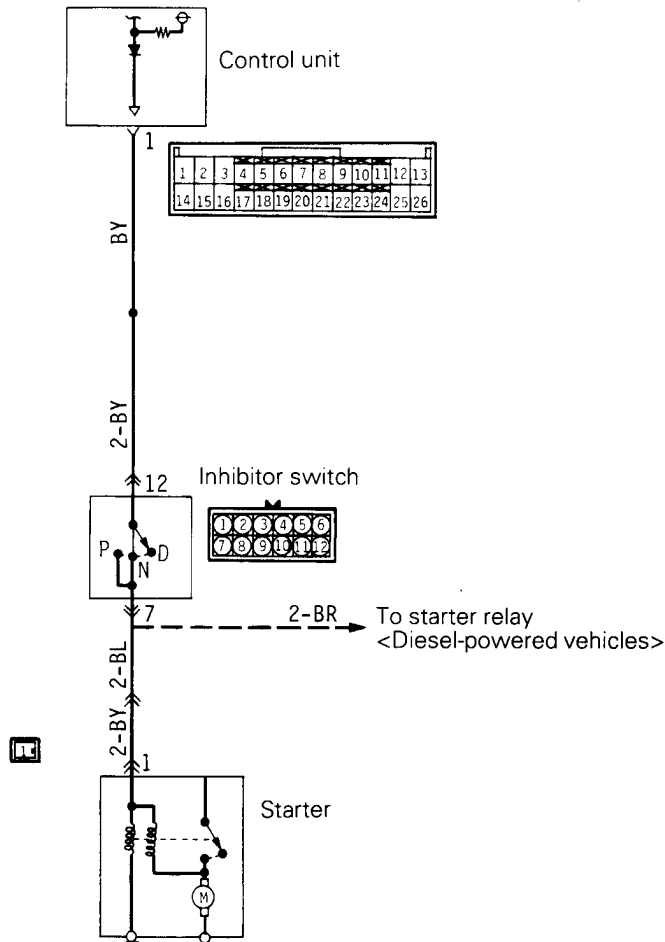 Control unit
1
1 2 3 4 5 6 7 8 9 10 11 12 13
14 15 16 17 18 19 20 21 22 23 24 25 26
BY
2-BY
12
Inhibitor switch
1 2 3 4 5 6
7 8 9 10 11 12
P
N
D
7
2-BR
To starter relay
<Diesel-powered vehicles>
2-BL
2-BY
1
1
Starter
M